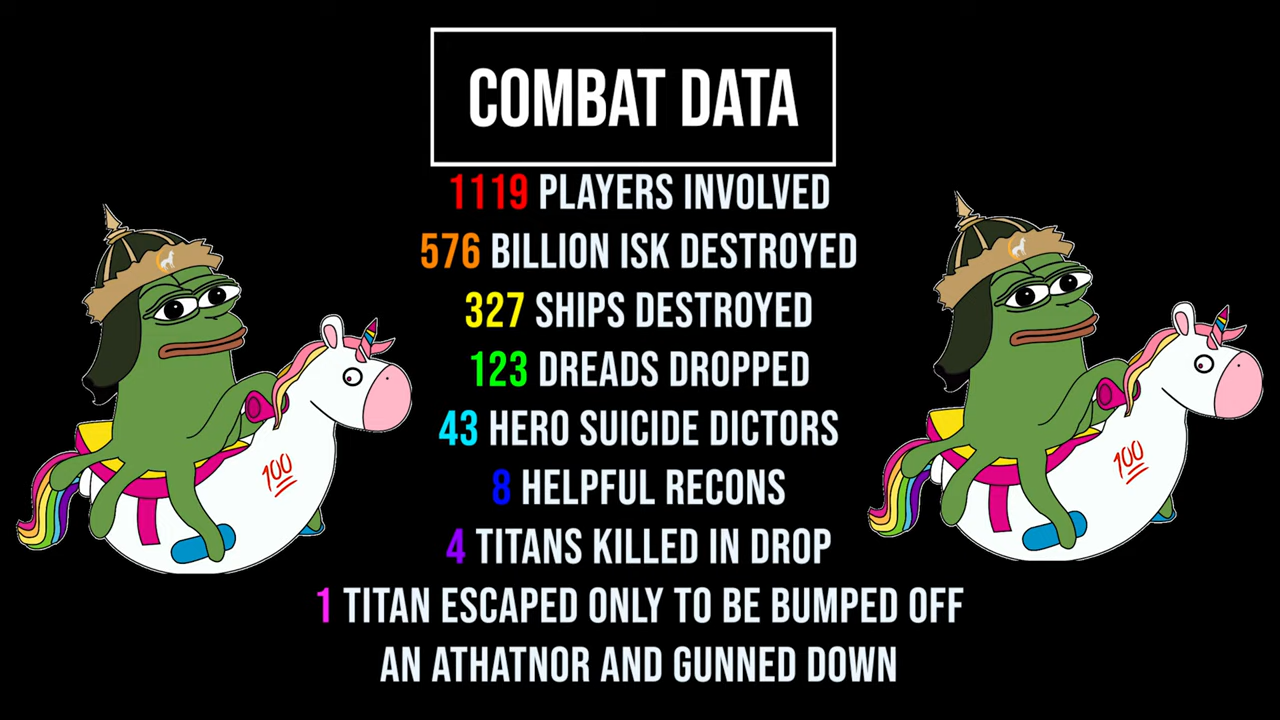 COMBAT DATA
1119 PLAYERS INVOLVED
576 BILLION ISK DESTROYED
327 SHIPS DESTROYED
123 DREADS DROPPED
43 HERO SUICIDE DICTORS
8 HELPFUL RECONS
4 TITANS KILLED IN DROP
1 TITAN ESCAPED ONLY TO BE BUMPED OFF
AN ATHATNOR AND GUNNED DOWN
100
100